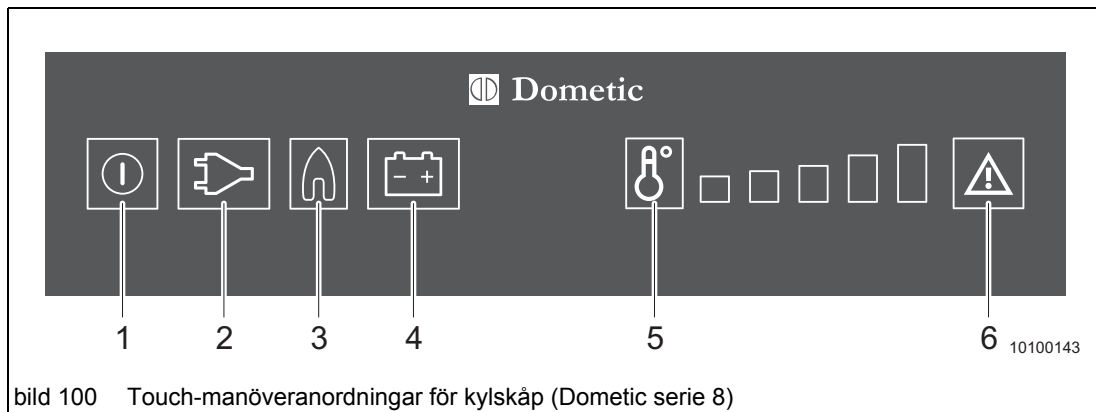 Dometic
1 2 3 4 5 6
10100143
bild 100 Touch-manöveranordningar för kylskåp (Dometic serie 8)